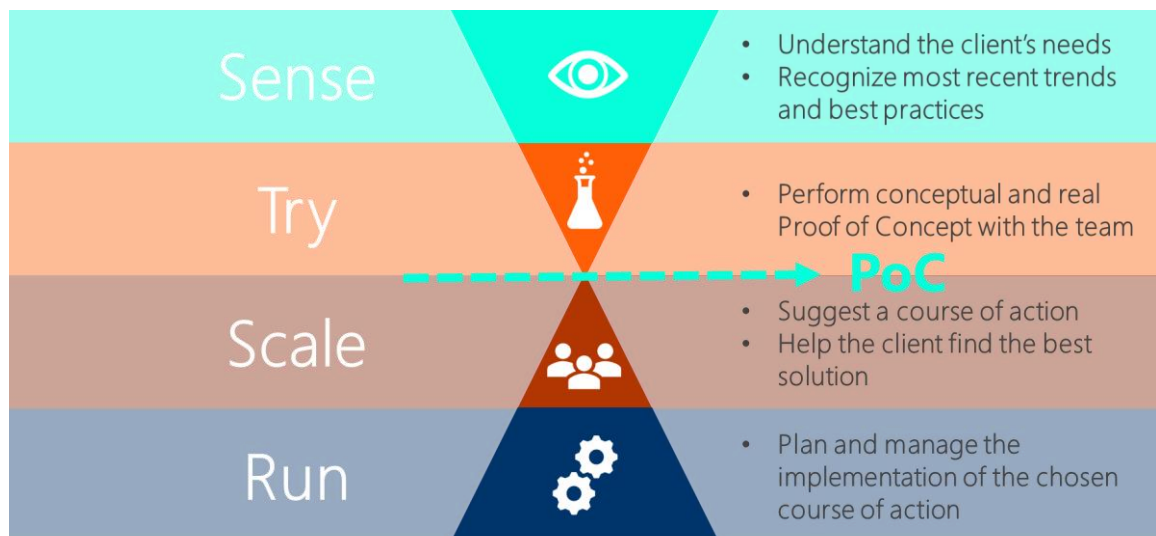 Sense
• Understand the client's needs
• Recognize most recent trends
and best practices
Try
• Perform conceptual and real
Proof of Concept with the team
PoC
Scale
• Suggest a course of action
• Help the client find the best
solution
Run
• Plan and manage the
implementation of the chosen
course of action